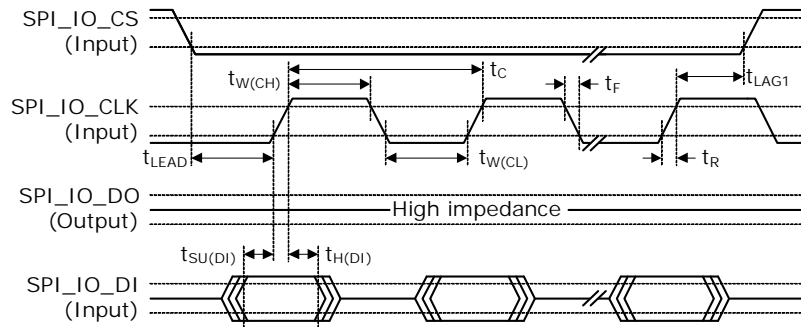 SPI_IO_CS
(Input)
tW(CH)
tC
tF
tLAG1
SPI_IO_CLK
(Input)
tLEAD
tW(CL)
tR
SPI_IO_DO
(Output)
High impedance
tSU(DI)
tH(DI)
SPI_IO_DI
(Input)